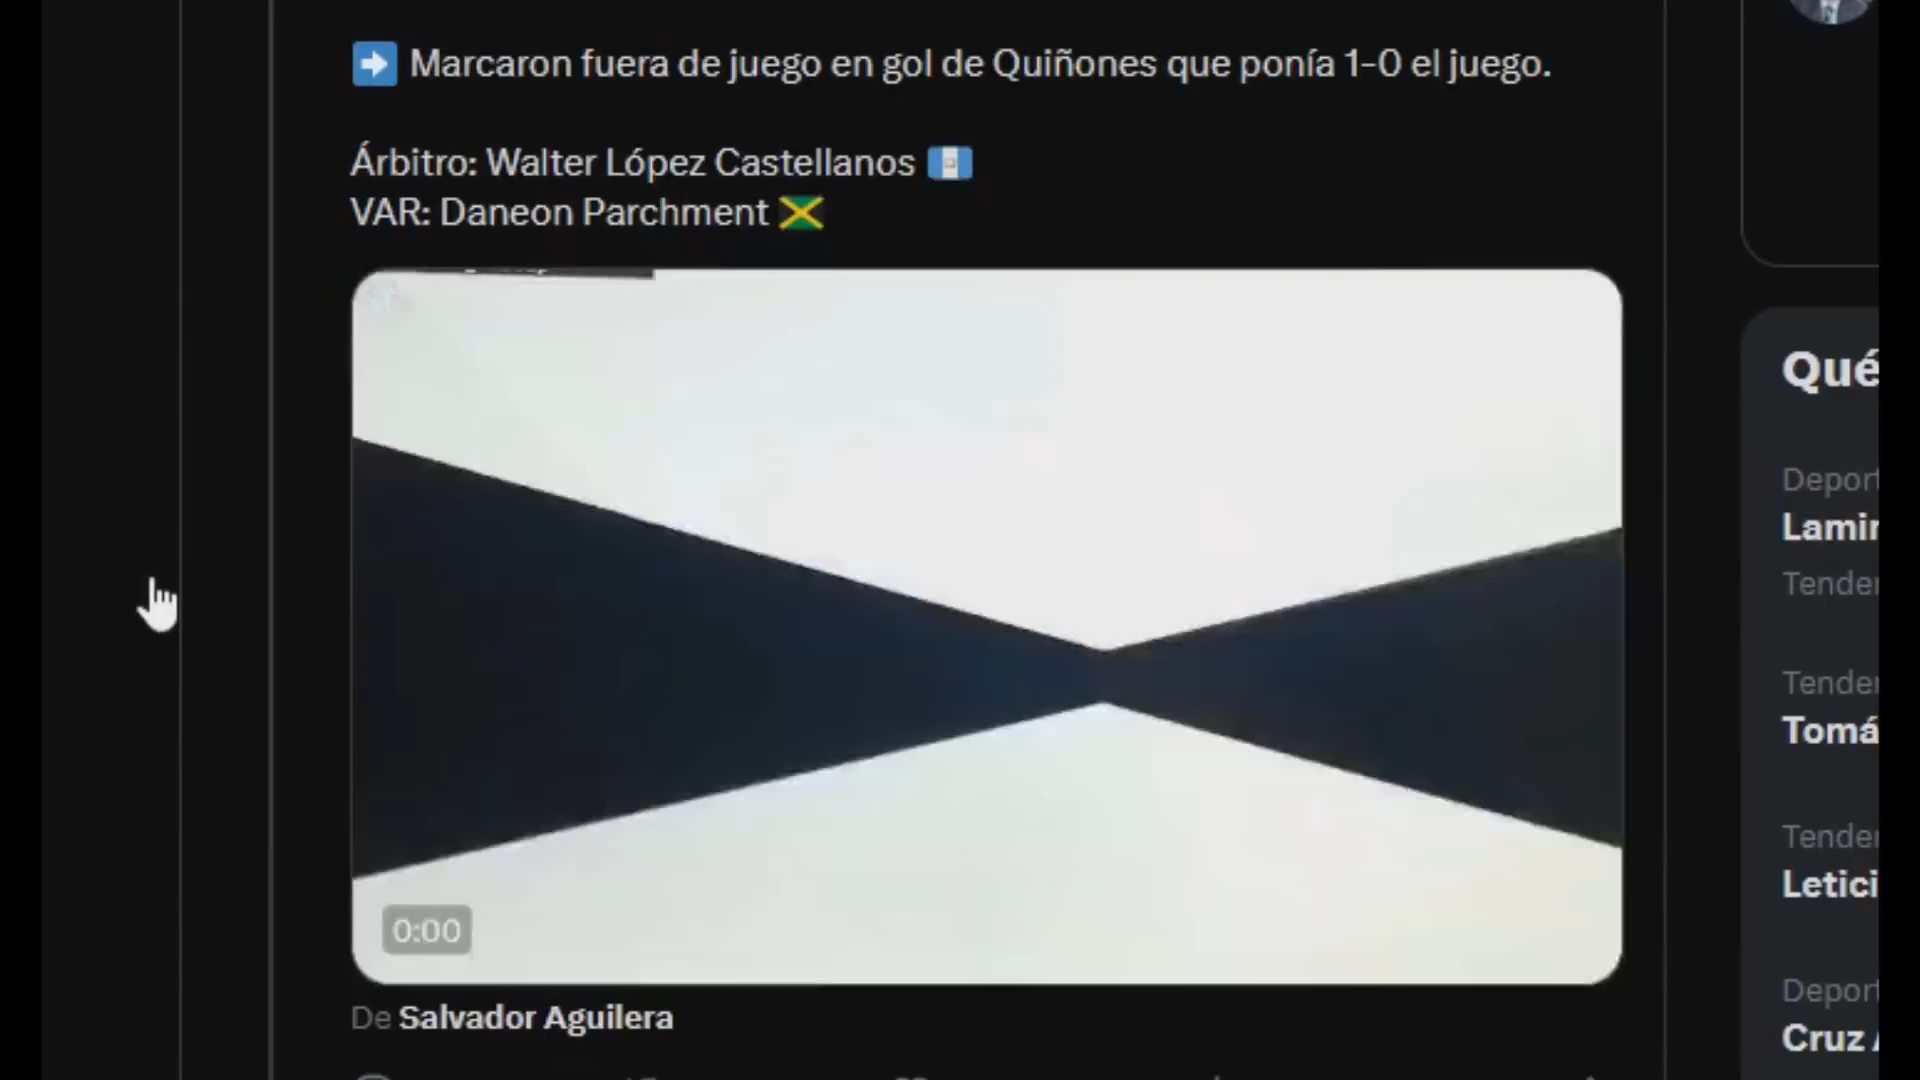 ➡️ Marcaron fuera de juego en gol de Quiñones que ponía 1-0 el juego.
Árbitro: Walter López Castellanos 🇬🇹
VAR: Daneon Parchment 🇯🇲
0:00
De Salvador Aguilera
Qué